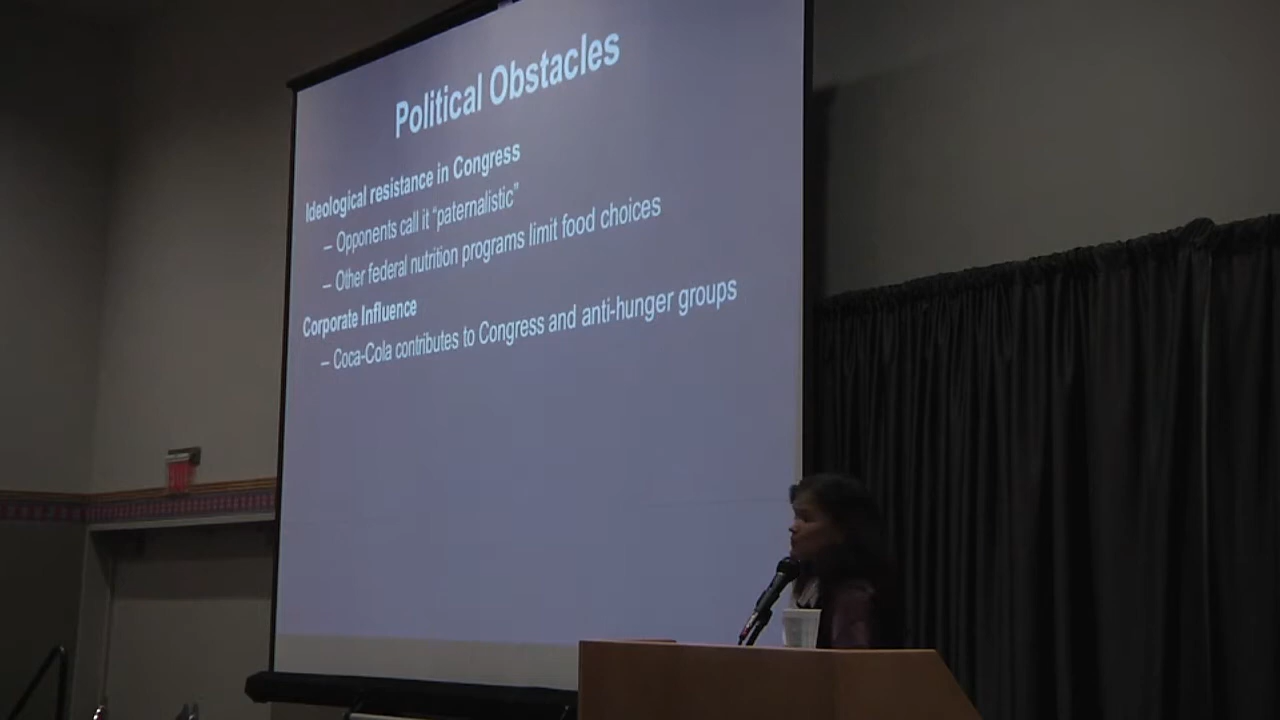 Political Obstacles
Ideological resistance in Congress
– Opponents call it “paternalistic”
– Other federal nutrition programs limit food choices
Corporate Influence
– Coca-Cola contributes to Congress and anti-hunger groups